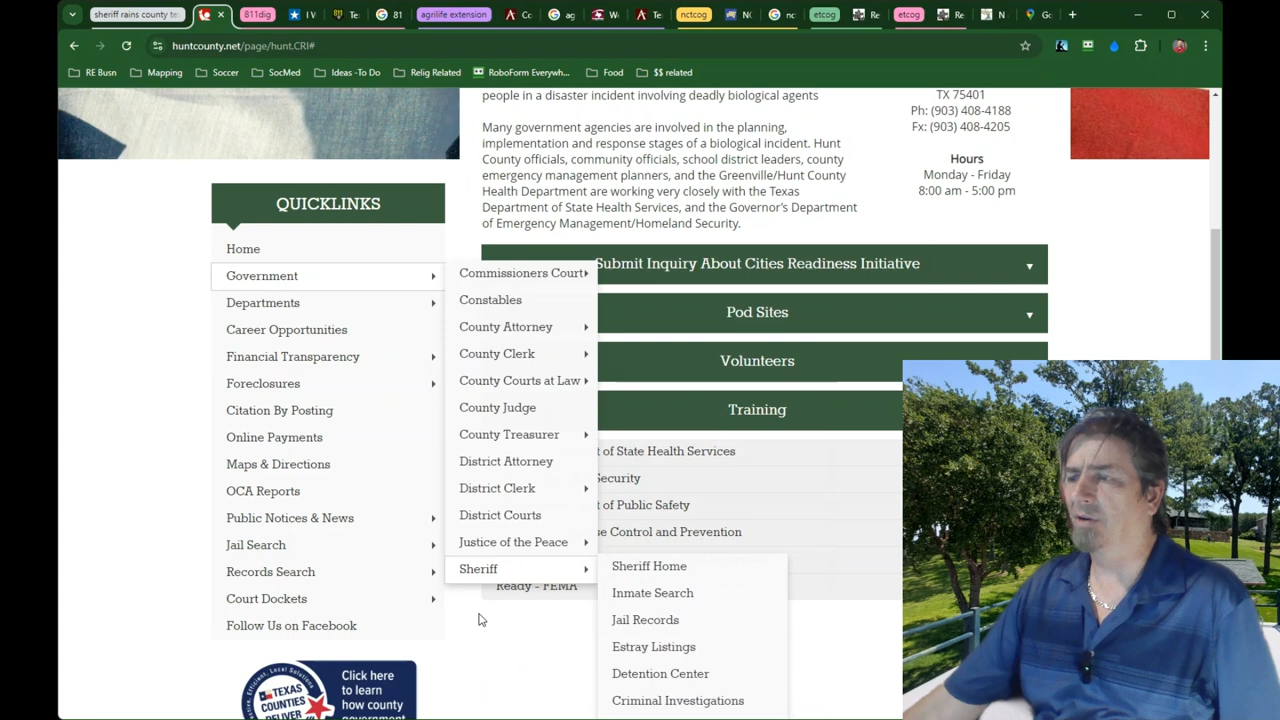 sheriff rains county te
811dig
I V
Te
81
agrilife extension
Co
ag
W
Te
nctcog
NC
nc
etcog
Re
etcog
Re
N
Go
huntcounty.net/page/hunt.CRI#
RE Busn
Mapping
Soccer
SocMed
Ideas -To Do
Relig Related
RoboForm Everywh...
Food
$$ related
people in a disaster incident involving deadly biological agents
Many government agencies are involved in the planning,
implementation and response stages of a biological incident. Hunt
County officials, community officials, school district leaders, county
emergency management planners, and the Greenville/Hunt County
Health Department are working very closely with the Texas
Department of State Health Services, and the Governor's Department
of Emergency Management/Homeland Security.
TX 75401
Ph: (903) 408-4188
Fx: (903) 408-4205
Hours
Monday - Friday
8:00 am - 5:00 pm
QUICKLINKS
Home
Government
Departments
Career Opportunities
Financial Transparency
Foreclosures
Citation By Posting
Online Payments
Maps & Directions
OCA Reports
Public Notices & News
Jail Search
Records Search
Court Dockets
Follow Us on Facebook
Commissioners Court
Constables
County Attorney
County Clerk
County Courts at Law
County Judge
County Treasurer
District Attorney
District Clerk
District Courts
Justice of the Peace
Sheriff
Sheriff Home
Inmate Search
Jail Records
Estray Listings
Detention Center
Criminal Investigations
Submit Inquiry About Cities Readiness Initiative
Pod Sites
Volunteers
Training
t of State Health Services
Security
t of Public Safety
se Control and Prevention
Ready - FEMA
TEXAS
COUNTIES
DELIVER
Click here
to learn
how county
government